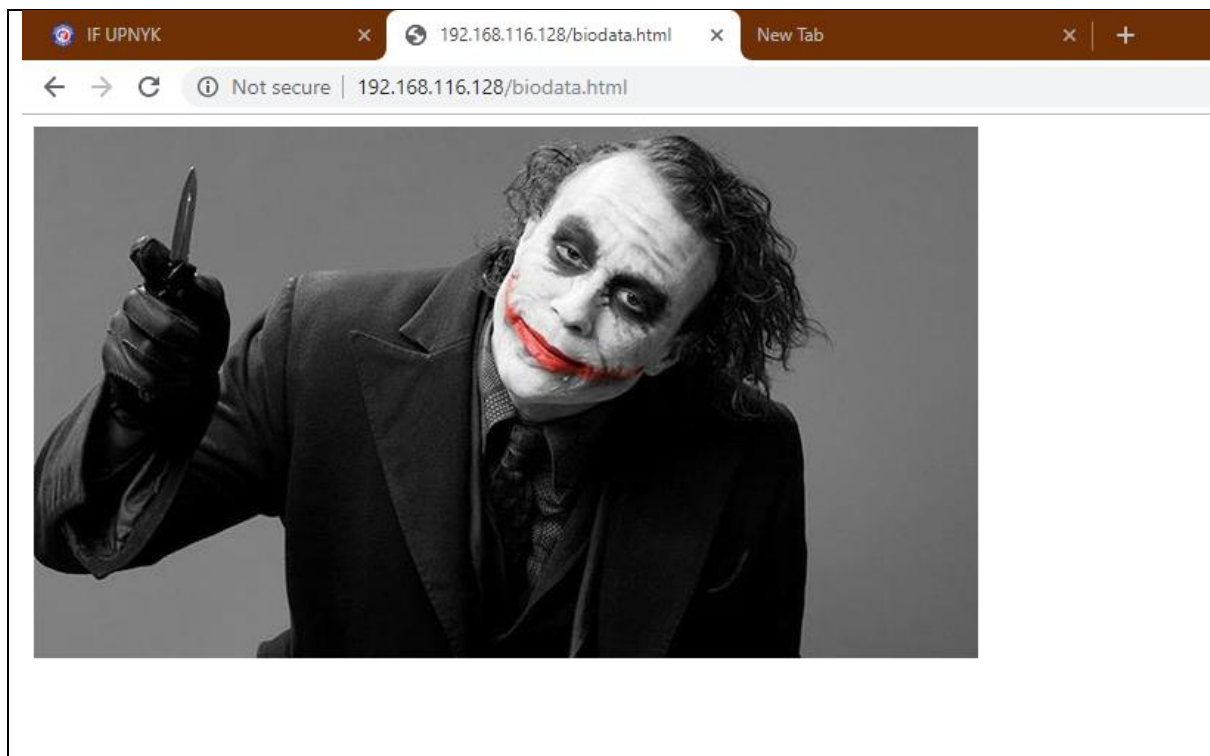 IF UPNYK
192.168.116.128/biodata.html
New Tab
Not secure
192.168.116.128/biodata.html